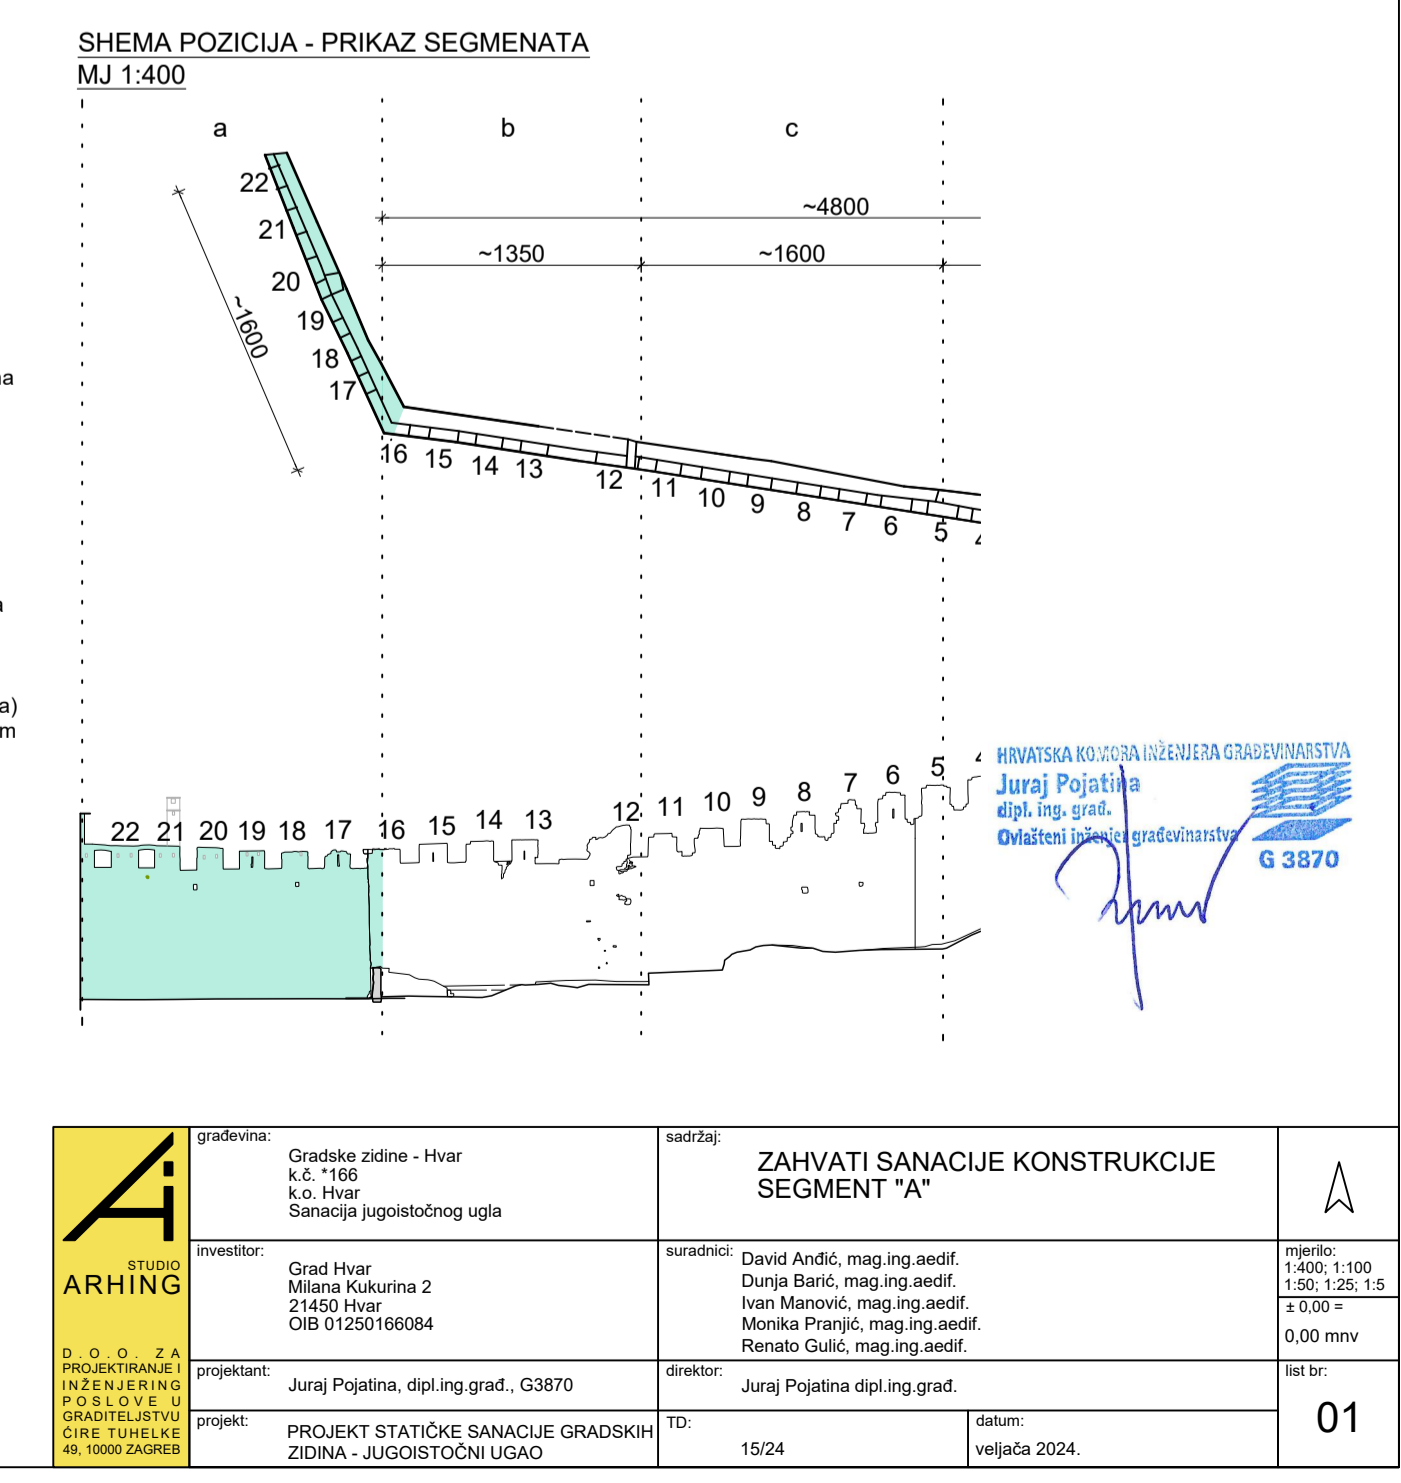 SHEMA POZICIJA - PRIKAZ SEGMENATA
MJ 1:400
a b c
22
21
20
19
18
17
~1600
~4800
~1350 ~1600
16 15 14 13 12 11 10 9 8 7 6 5
a)
22 21 20 19 18 17 16 15 14 13 12 11 10 9 8 7 6 5
HRVATSKA KOMORA INŽENJERA GRAĐEVINARSTVA
Juraj Pojatina
dipl. ing. građ.
Ovlašteni inženjer građevinarstva
G 3870
STUDIO
ARHING
D. O. O. ZA
PROJEKTIRANJE I
INŽENJERING
POSLOVE U
GRADITELJSTVU
ĆIRE TUHELKE
49, 10000 ZAGREB
građevina:
Gradske zidine - Hvar
k.č. *166
k.o. Hvar
Sanacija jugoistočnog ugla
sadržaj:
ZAHVATI SANACIJE KONSTRUKCIJE
SEGMENT "A"
investitor:
Grad Hvar
Milana Kukurina 2
21450 Hvar
OIB 01250166084
suradnici:
David Anđić, mag.ing.aedif.
Dunja Barić, mag.ing.aedif.
Ivan Manović, mag.ing.aedif.
Monika Pranjić, mag.ing.aedif.
Renato Gulić, mag.ing.aedif.
mjerilo:
1:400; 1:100
1:50; 1:25; 1:5
± 0,00 =
0,00 mnv
projektant:
Juraj Pojatina, dipl.ing.građ., G3870
direktor:
Juraj Pojatina dipl.ing.građ.
list br:
01
projekt:
PROJEKT STATIČKE SANACIJE GRADSKIH
ZIDINA - JUGOISTOČNI UGAO
TD:
15/24
datum:
veljača 2024.